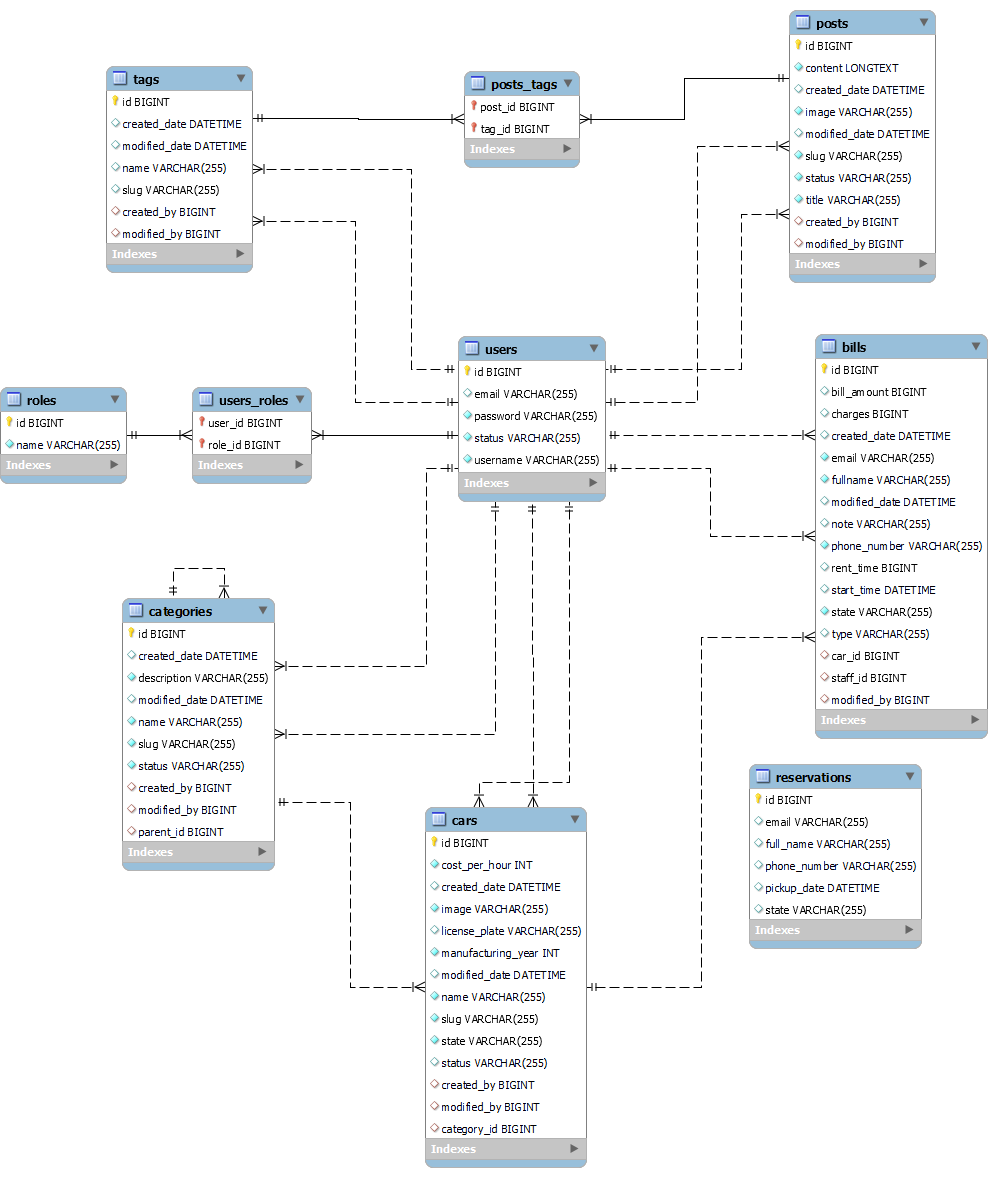 posts
id BIGINT
content LONGTEXT
created_date DATETIME
image VARCHAR(255)
modified_date DATETIME
slug VARCHAR(255)
status VARCHAR(255)
title VARCHAR(255)
created_by BIGINT
modified_by BIGINT
Indexes
tags
id BIGINT
created_date DATETIME
modified_date DATETIME
name VARCHAR(255)
slug VARCHAR(255)
created_by BIGINT
modified_by BIGINT
Indexes
posts_tags
post_id BIGINT
tag_id BIGINT
Indexes
users
id BIGINT
email VARCHAR(255)
password VARCHAR(255)
status VARCHAR(255)
username VARCHAR(255)
Indexes
bills
id BIGINT
bill_amount BIGINT
charges BIGINT
created_date DATETIME
email VARCHAR(255)
fullname VARCHAR(255)
modified_date DATETIME
note VARCHAR(255)
phone_number VARCHAR(255)
rent_time BIGINT
start_time DATETIME
state VARCHAR(255)
type VARCHAR(255)
car_id BIGINT
staff_id BIGINT
modified_by BIGINT
Indexes
roles
id BIGINT
name VARCHAR(255)
Indexes
users_roles
user_id BIGINT
role_id BIGINT
Indexes
categories
id BIGINT
created_date DATETIME
description VARCHAR(255)
modified_date DATETIME
name VARCHAR(255)
slug VARCHAR(255)
status VARCHAR(255)
created_by BIGINT
modified_by BIGINT
parent_id BIGINT
Indexes
reservations
id BIGINT
email VARCHAR(255)
full_name VARCHAR(255)
phone_number VARCHAR(255)
pickup_date DATETIME
state VARCHAR(255)
Indexes
cars
id BIGINT
cost_per_hour INT
created_date DATETIME
image VARCHAR(255)
license_plate VARCHAR(255)
manufacturing_year INT
modified_date DATETIME
name VARCHAR(255)
slug VARCHAR(255)
state VARCHAR(255)
status VARCHAR(255)
created_by BIGINT
modified_by BIGINT
category_id BIGINT
Indexes